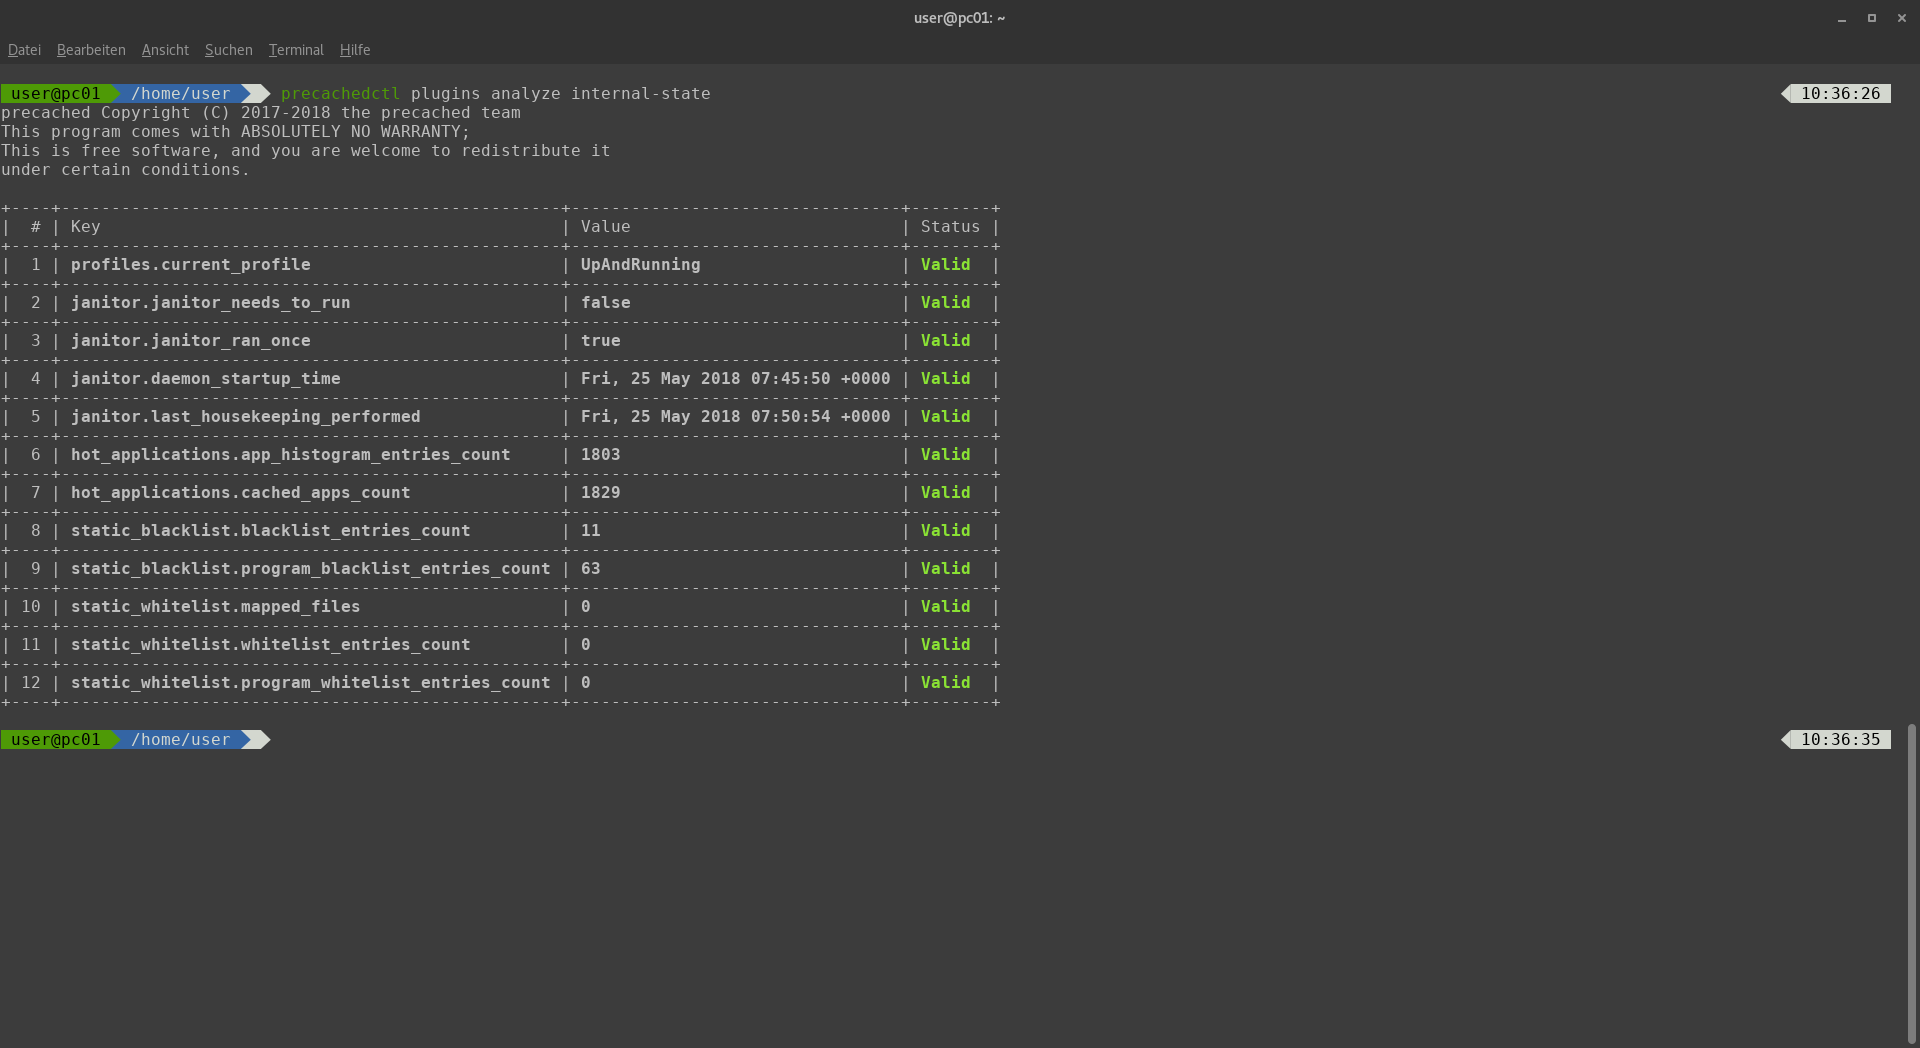 user@pc01: ~
Datei Bearbeiten Ansicht Suchen Terminal Hilfe
user@pc01 /home/user precachedctl plugins analyze internal-state 10:36:26
precached Copyright (C) 2017-2018 the precached team
This program comes with ABSOLUTELY NO WARRANTY;
This is free software, and you are welcome to redistribute it
under certain conditions.
+----+--------------------------------------------------+---------------------------------+--------+
|  # | Key                                              | Value                           | Status |
+----+--------------------------------------------------+---------------------------------+--------+
|  1 | profiles.current_profile                         | UpAndRunning                    | Valid  |
+----+--------------------------------------------------+---------------------------------+--------+
|  2 | janitor.janitor_needs_to_run                     | false                           | Valid  |
+----+--------------------------------------------------+---------------------------------+--------+
|  3 | janitor.janitor_ran_once                         | true                            | Valid  |
+----+--------------------------------------------------+---------------------------------+--------+
|  4 | janitor.daemon_startup_time                      | Fri, 25 May 2018 07:45:50 +0000 | Valid  |
+----+--------------------------------------------------+---------------------------------+--------+
|  5 | janitor.last_housekeeping_performed              | Fri, 25 May 2018 07:50:54 +0000 | Valid  |
+----+--------------------------------------------------+---------------------------------+--------+
|  6 | hot_applications.app_histogram_entries_count     | 1803                            | Valid  |
+----+--------------------------------------------------+---------------------------------+--------+
|  7 | hot_applications.cached_apps_count               | 1829                            | Valid  |
+----+--------------------------------------------------+---------------------------------+--------+
|  8 | static_blacklist.blacklist_entries_count         | 11                              | Valid  |
+----+--------------------------------------------------+---------------------------------+--------+
|  9 | static_blacklist.program_blacklist_entries_count | 63                              | Valid  |
+----+--------------------------------------------------+---------------------------------+--------+
| 10 | static_whitelist.mapped_files                    | 0                               | Valid  |
+----+--------------------------------------------------+---------------------------------+--------+
| 11 | static_whitelist.whitelist_entries_count         | 0                               | Valid  |
+----+--------------------------------------------------+---------------------------------+--------+
| 12 | static_whitelist.program_whitelist_entries_count | 0                               | Valid  |
+----+--------------------------------------------------+---------------------------------+--------+
user@pc01 /home/user 10:36:35